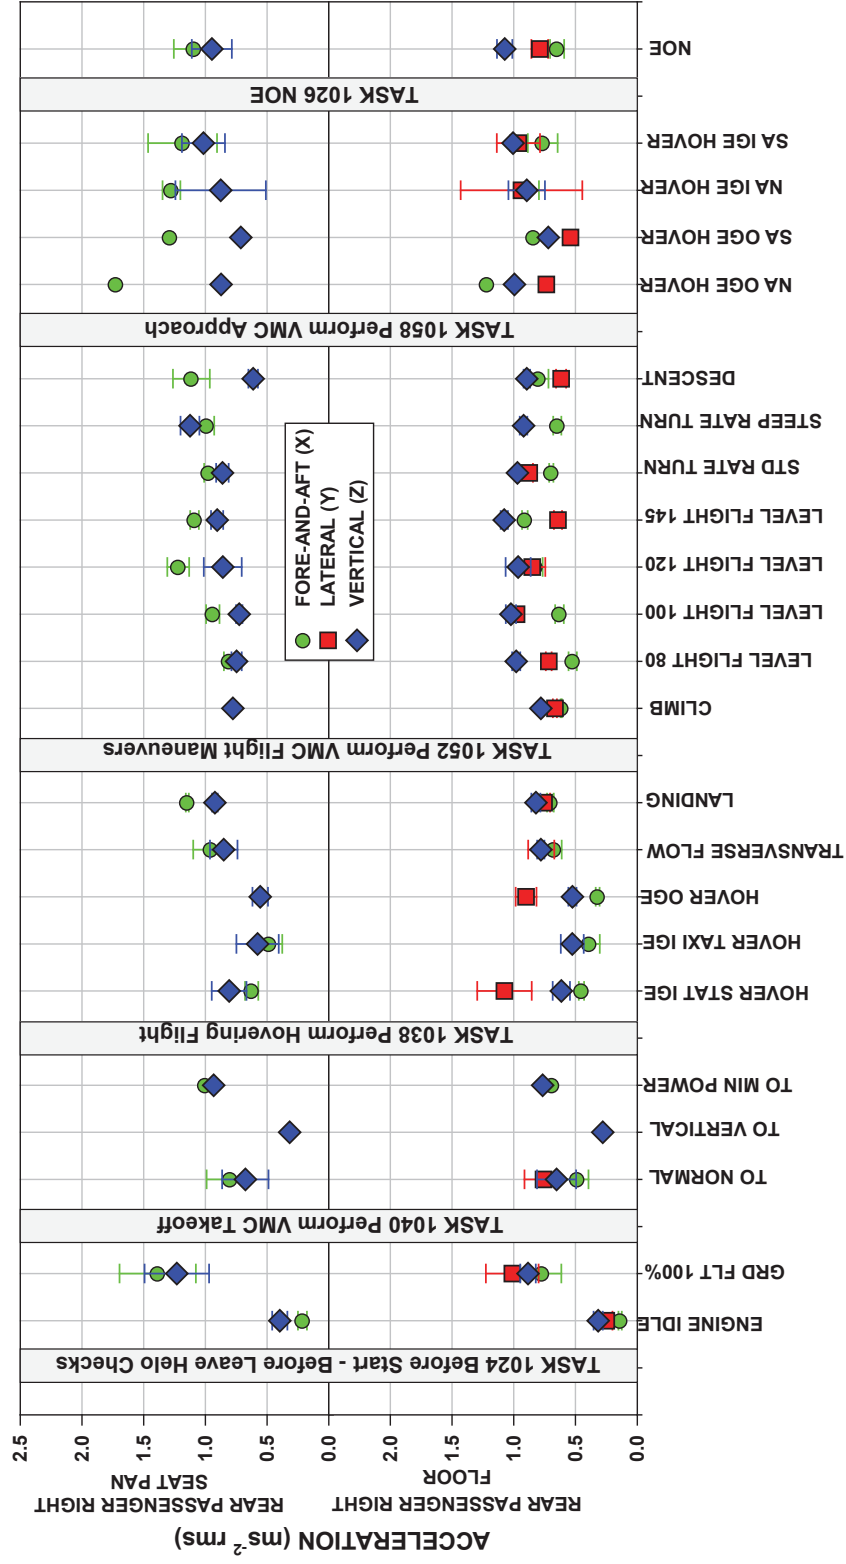 ACCELERATION (ms-2 rms)
REAR PASSENGER RIGHT
SEAT PAN
REAR PASSENGER RIGHT
FLOOR
2.5
2.0
1.5
1.0
0.5
0.0
2.0
1.5
1.0
0.5
0.0
FORE-AND-AFT (X)
LATERAL (Y)
VERTICAL (Z)
TASK 1024 Before Start - Before Leave Helo Checks
ENGINE IDLE
GRD FLT 100%
TASK 1040 Perform VMC Takeoff
TO NORMAL
TO VERTICAL
TO MIN POWER
TASK 1038 Perform Hovering Flight
HOVER STAT IGE
HOVER TAXI IGE
HOVER OGE
TRANSVERSE FLOW
LANDING
TASK 1052 Perform VMC Flight Maneuvers
CLIMB
LEVEL FLIGHT 80
LEVEL FLIGHT 100
LEVEL FLIGHT 120
LEVEL FLIGHT 145
STD RATE TURN
STEEP RATE TURN
DESCENT
TASK 1058 Perform VMC Approach
NA OGE HOVER
SA OGE HOVER
NA IGE HOVER
SA IGE HOVER
TASK 1026 NOE
NOE